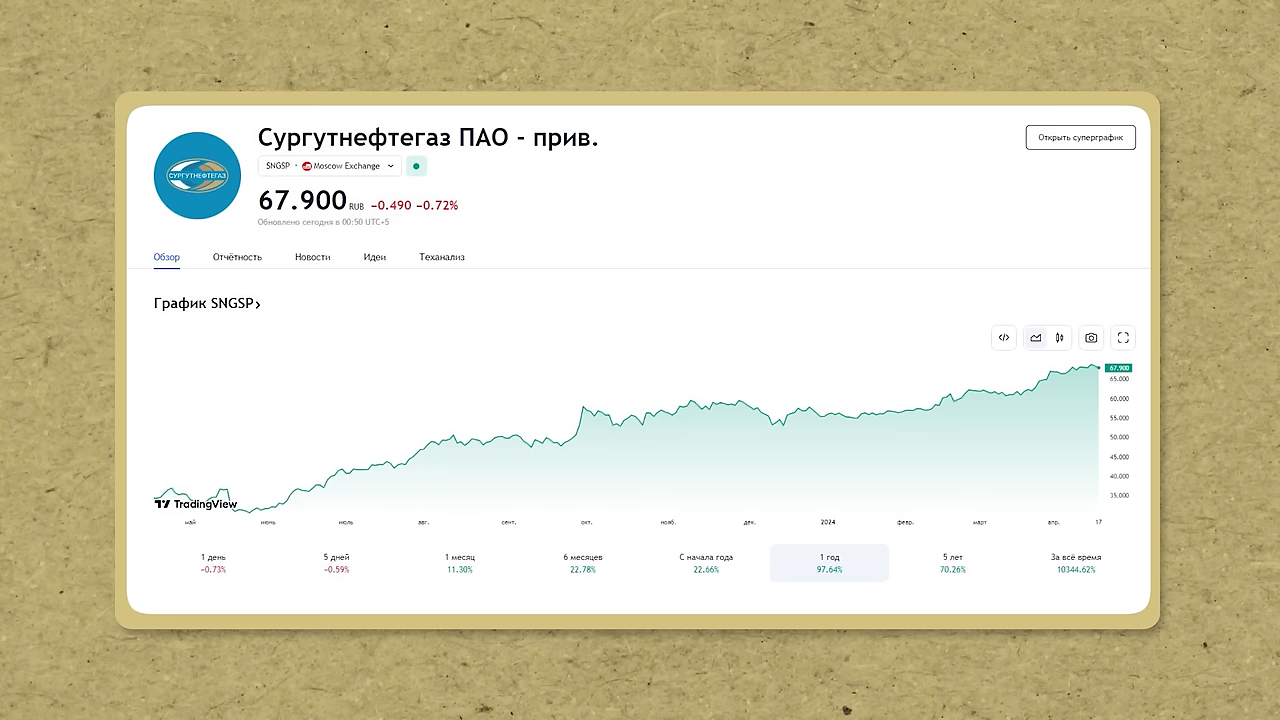 Сургутнефтегаз ПАО - прив.
Открыть суперграфик
СУРГУТНЕФТЕГАЗ
SNGSP · Moscow Exchange
67.900 RUB −0.490 −0.72%
Обновлено сегодня в 00:50 UTC+5
Обзор Отчётность Новости Идеи Теханализ
График SNGSP›
67.900
65.000
60.000
55.000
50.000
45.000
40.000
35.000
TradingView
май июнь июль авг. сент. окт. нояб. дек. 2024 февр. март апр. 17
1 день 5 дней 1 месяц 6 месяцев С начала года 1 год 5 лет За всё время
−0.73% −0.59% 11.30% 22.78% 22.66% 97.64% 70.26% 10344.62%